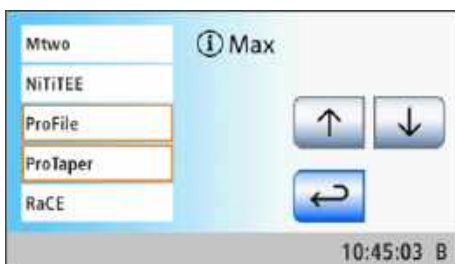 Mtwo
NiTiTEE
ProFile
ProTaper
RaCE
ⓘ Max
10:45:03 B